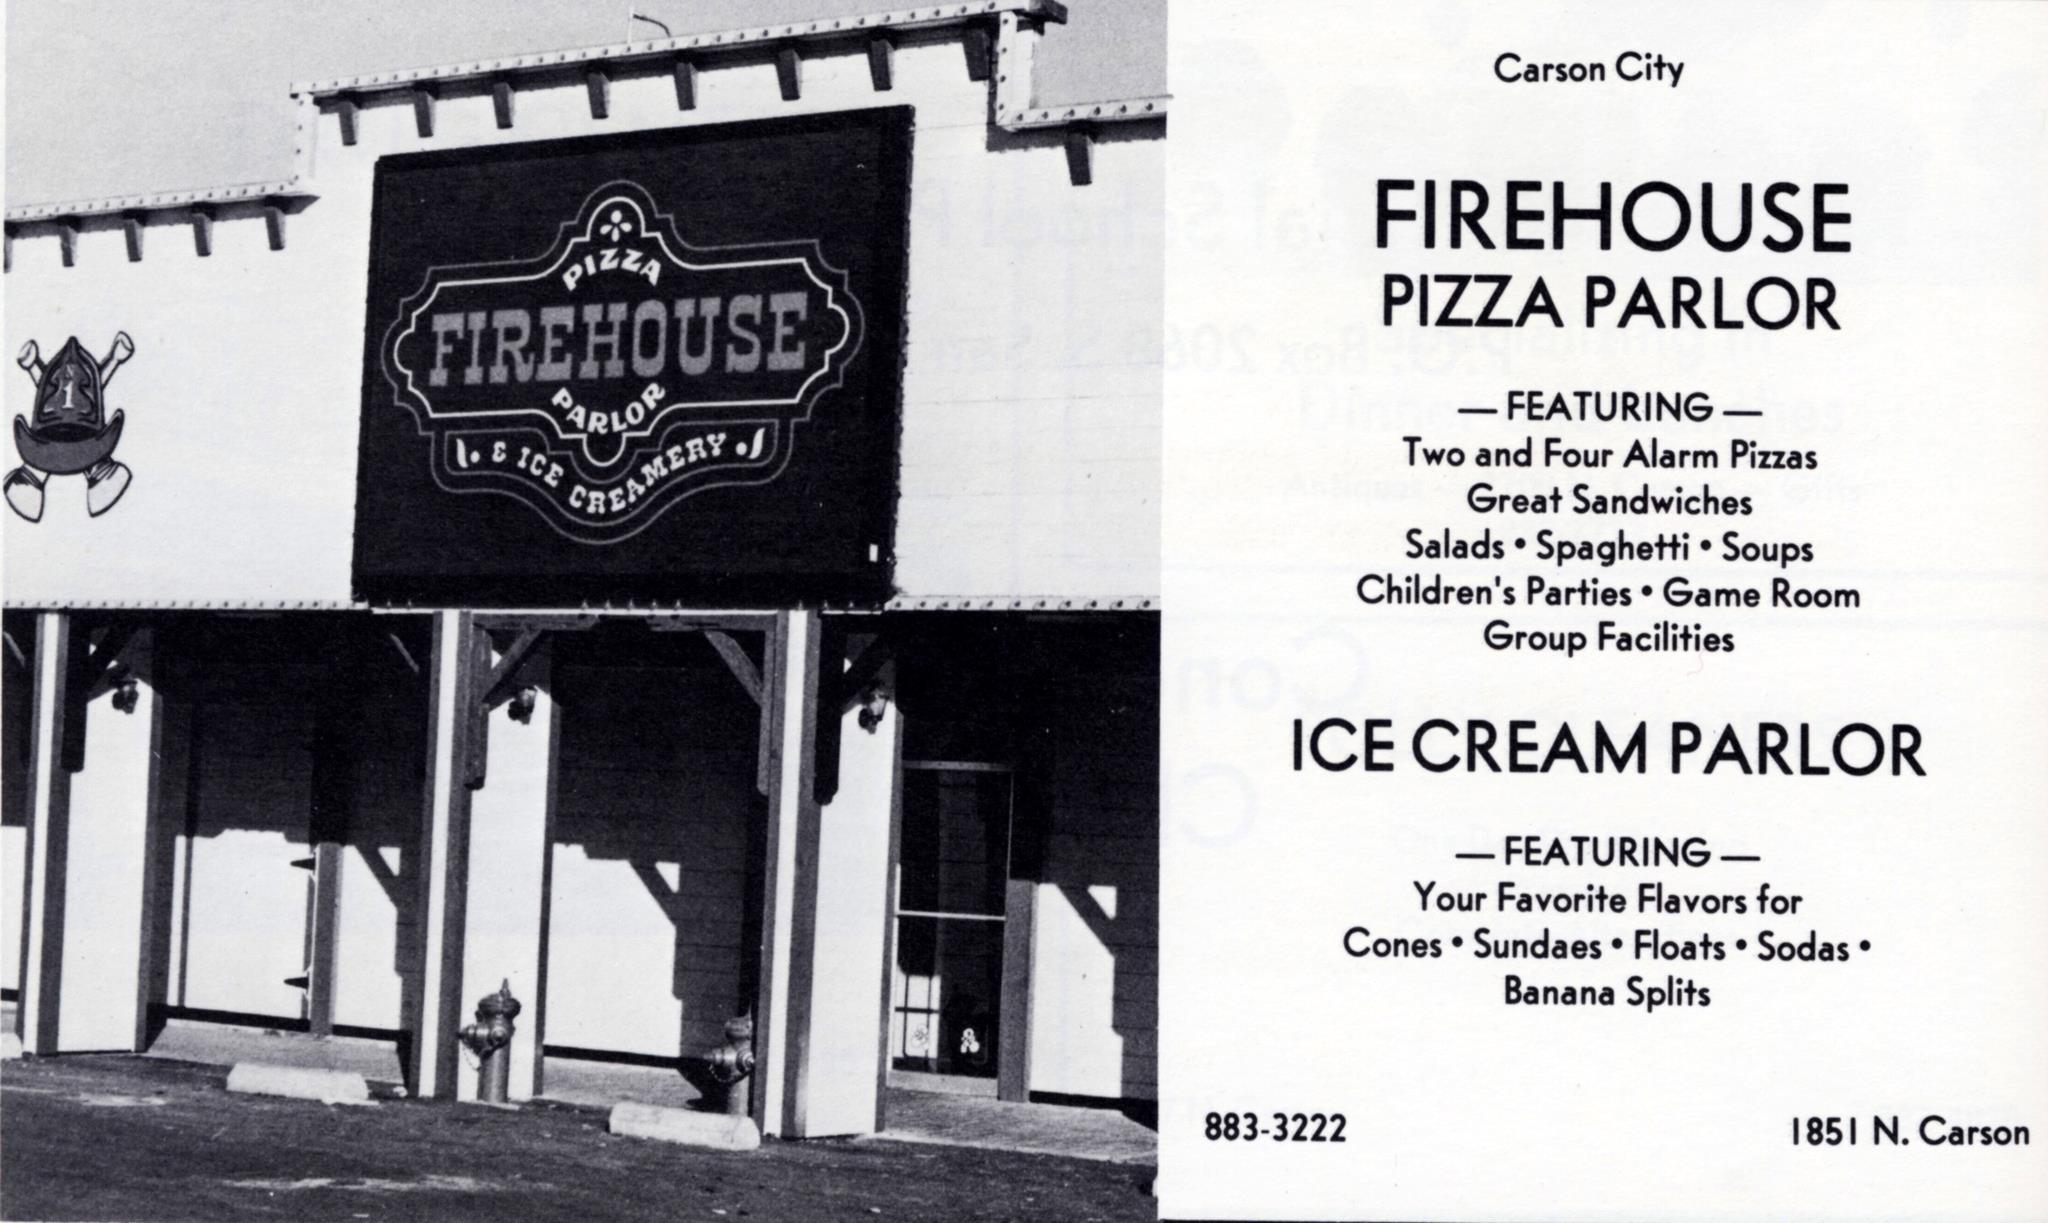 PIZZA
FIREHOUSE
PARLOR
& ICE CREAMERY
1
Carson City
FIREHOUSE
PIZZA PARLOR
— FEATURING —
Two and Four Alarm Pizzas
Great Sandwiches
Salads • Spaghetti • Soups
Children's Parties • Game Room
Group Facilities
ICE CREAM PARLOR
— FEATURING —
Your Favorite Flavors for
Cones • Sundaes • Floats • Sodas •
Banana Splits
883-3222
1851 N. Carson